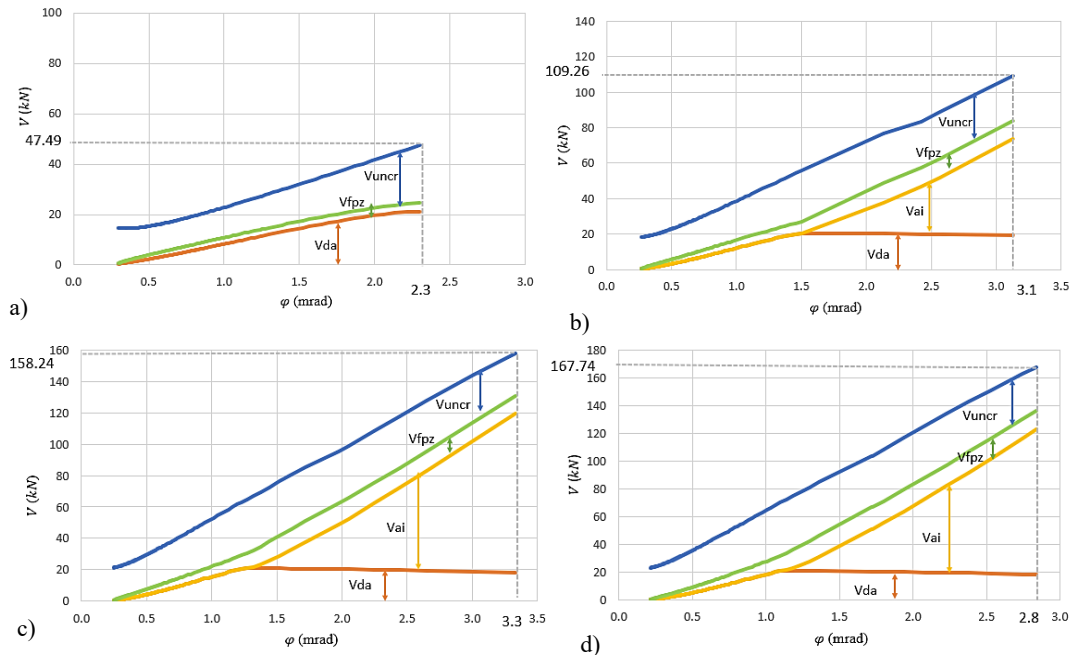 100
80
60
47.49
40
20
0
V (kN)
Vuncr
Vfpz
Vda
0.0 0.5 1.0 1.5 2.0 2.5 3.0
2.3
φ (mrad)
a)
140
120
109.26
100
80
60
40
20
0
V (kN)
Vuncr
Vfpz
Vai
Vda
0.0 0.5 1.0 1.5 2.0 2.5 3.0 3.5
3.1
φ (mrad)
b)
160
158.24
140
120
100
80
60
40
20
0
V (kN)
Vuncr
Vfpz
Vai
Vda
0.0 0.5 1.0 1.5 2.0 2.5 3.0 3.5
3.3
φ (mrad)
c)
180
167.74
160
140
120
100
80
60
40
20
0
V (kN)
Vuncr
Vfpz
Vai
Vda
0.0 0.5 1.0 1.5 2.0 2.5 3.0
2.8
φ (mrad)
d)